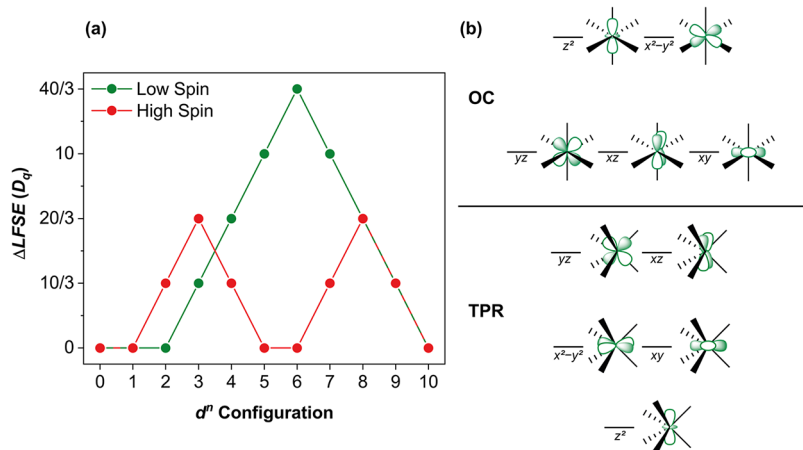 (a)
Low Spin
High Spin
40/3
10
20/3
10/3
0
ΔLFSE (D_q)
0 1 2 3 4 5 6 7 8 9 10
dⁿ Configuration
(b)
z² x²–y²
OC
yz xz xy
yz xz
TPR
x²–y² xy
z²